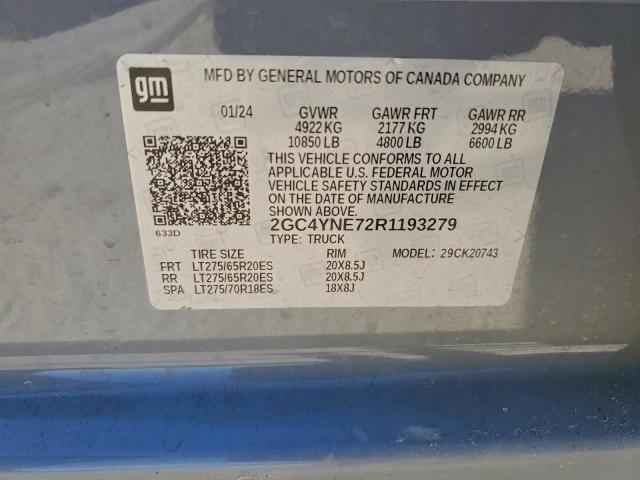 gm
MFD BY GENERAL MOTORS OF CANADA COMPANY
01/24 GVWR GAWR FRT GAWR RR
4922 KG 2177 KG 2994 KG
10850 LB 4800 LB 6600 LB
THIS VEHICLE CONFORMS TO ALL
APPLICABLE U.S. FEDERAL MOTOR
VEHICLE SAFETY STANDARDS IN EFFECT
ON THE DATE OF MANUFACTURE
SHOWN ABOVE.
633D 2GC4YNE72R1193279
TYPE: TRUCK
TIRE SIZE RIM MODEL: 29CK20743
FRT LT275/65R20ES 20X8.5J
RR LT275/65R20ES 20X8.5J
SPA LT275/70R18ES 18X8J